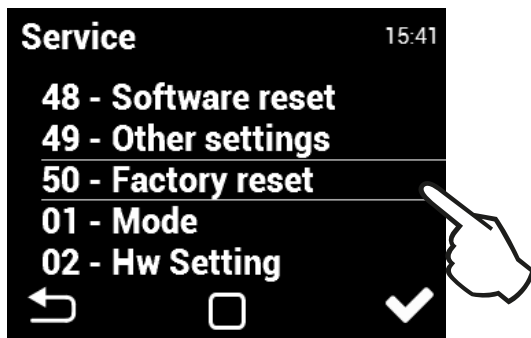 Service
15:41
48 - Software reset
49 - Other settings
50 - Factory reset
01 - Mode
02 - Hw Setting